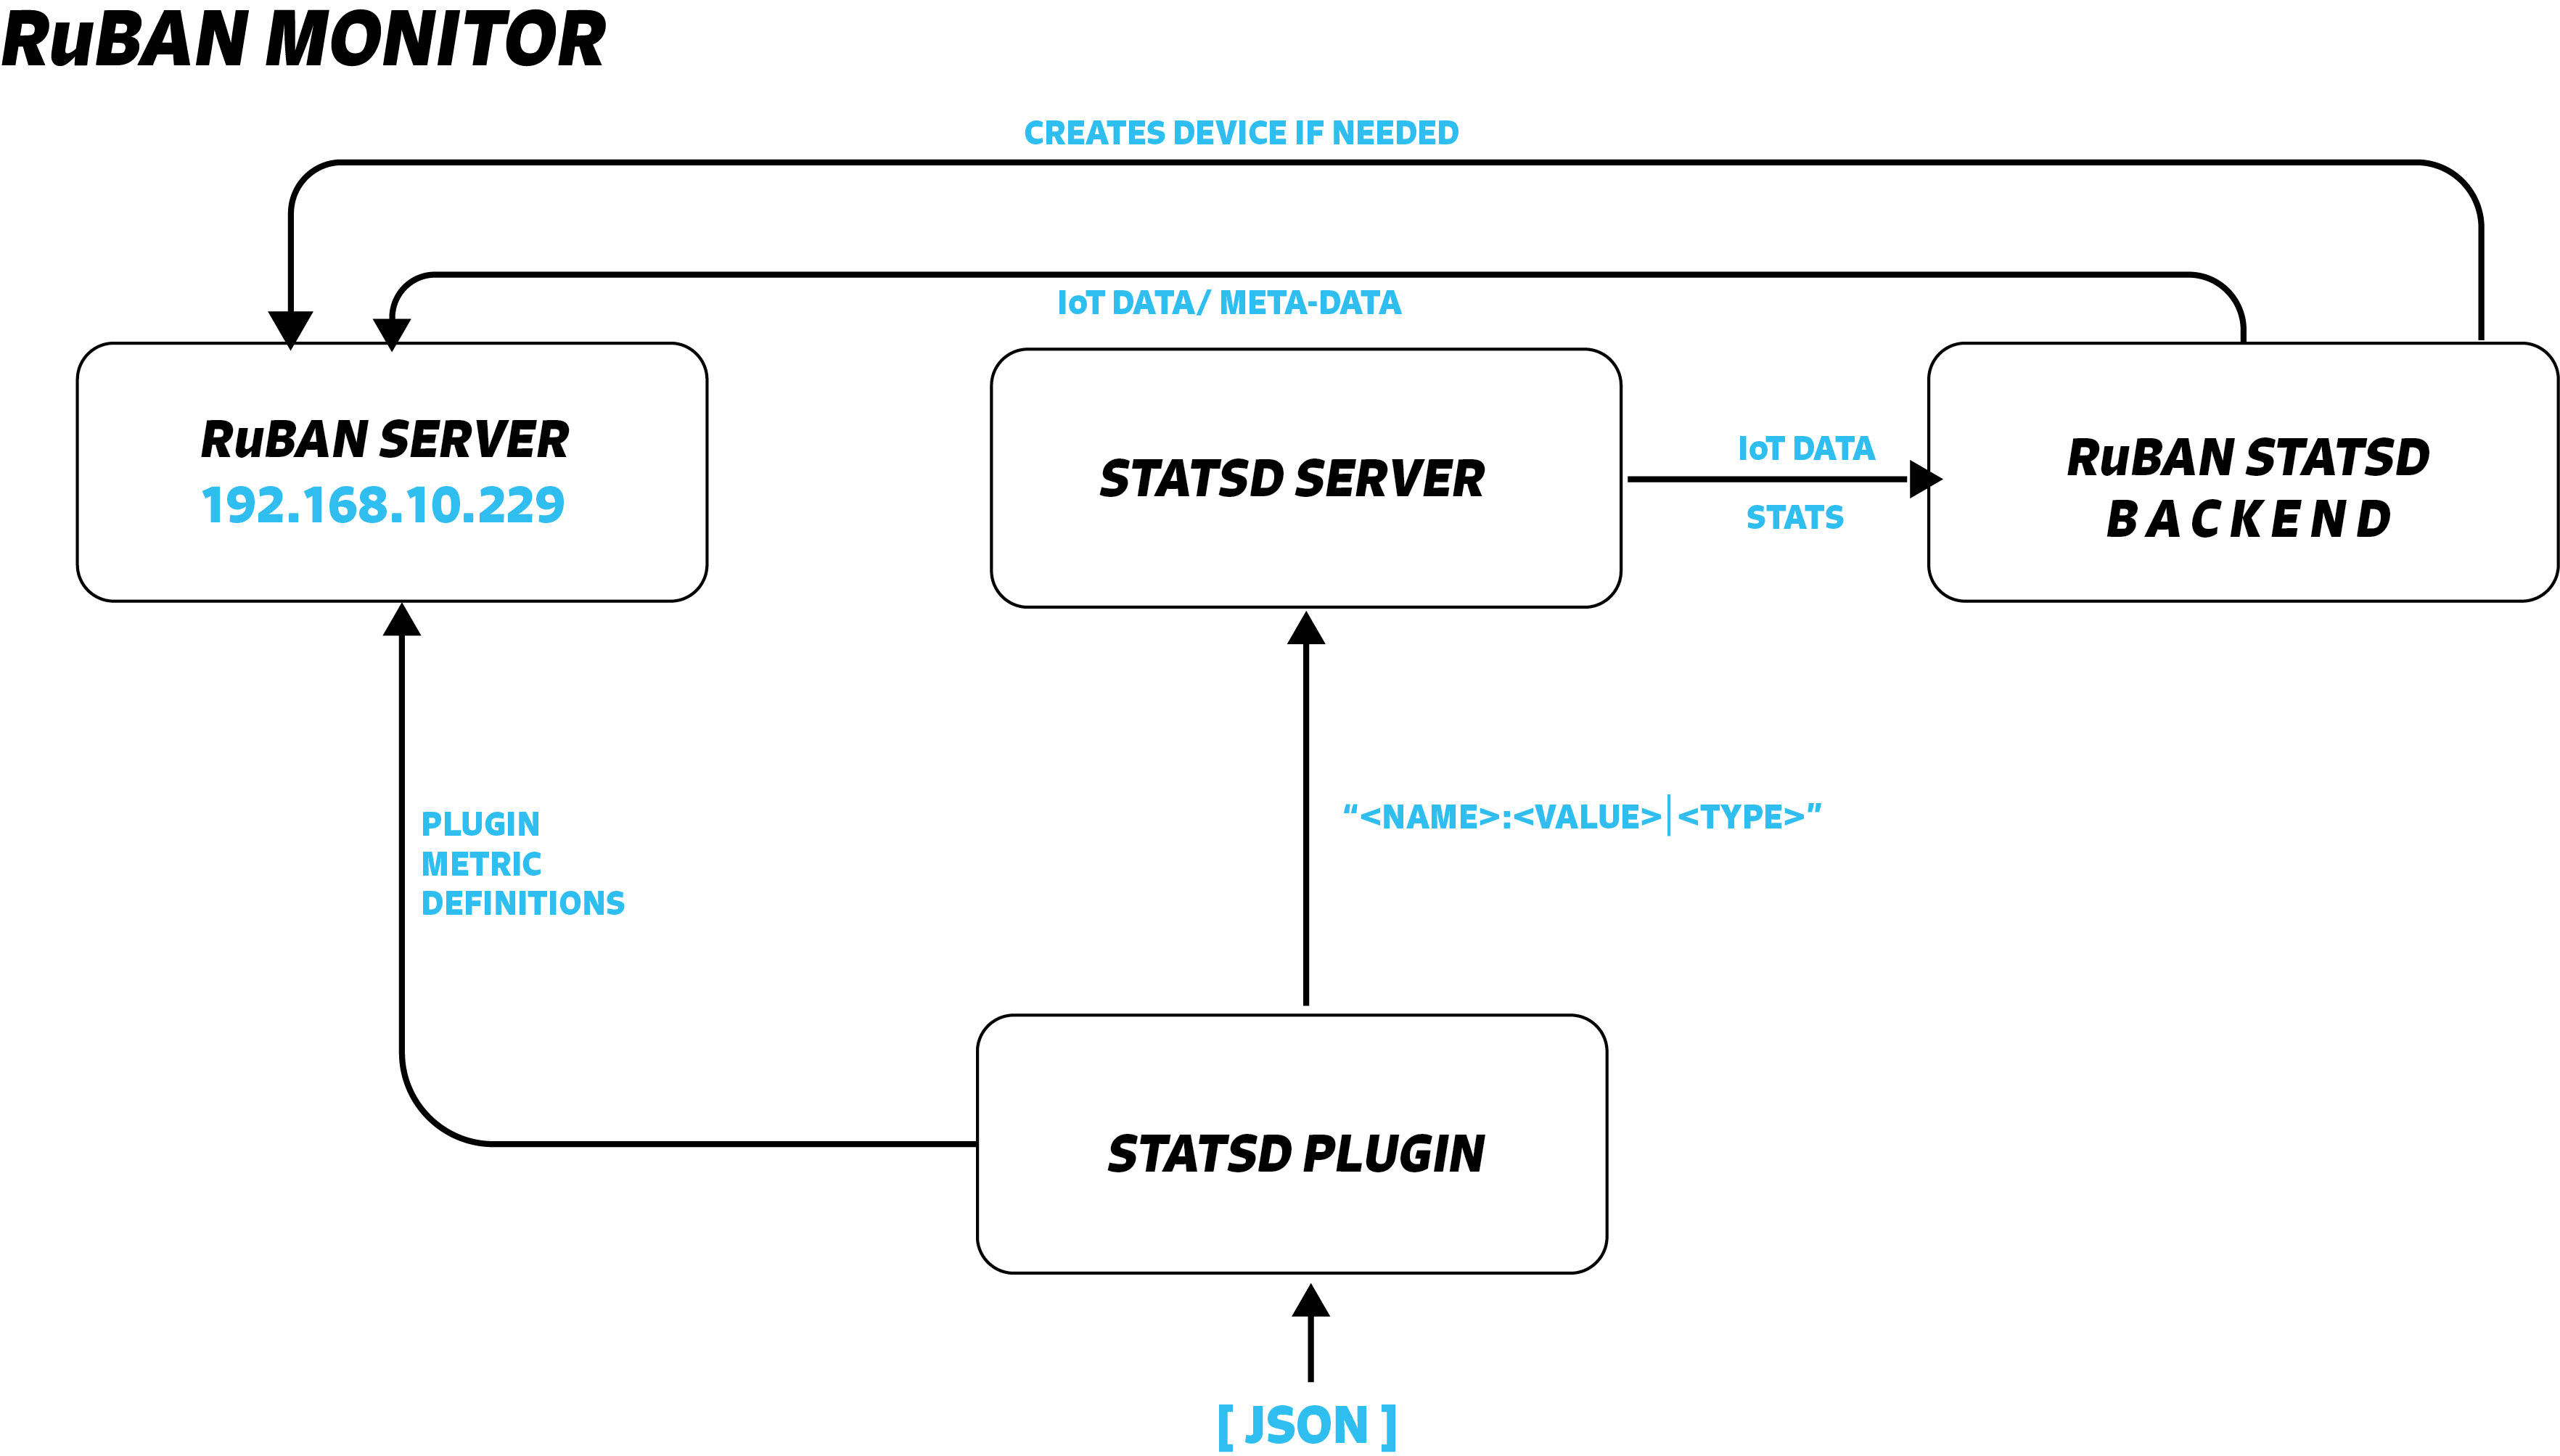 RuBAN MONITOR
CREATES DEVICE IF NEEDED
IoT DATA/ META-DATA
RuBAN SERVER
192.168.10.229
STATSD SERVER
IoT DATA
STATS
RuBAN STATSD
BACKEND
PLUGIN
METRIC
DEFINITIONS
“<NAME>:<VALUE>|<TYPE>”
STATSD PLUGIN
[ JSON ]